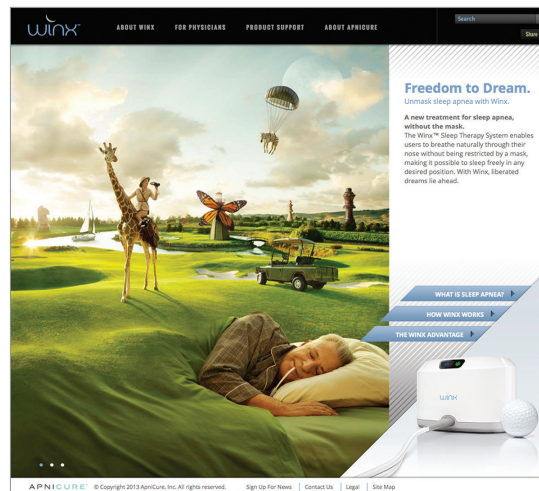 winx™
ABOUT WINX
FOR PHYSICIANS
PRODUCT SUPPORT
ABOUT APNICURE
Search
Share
Freedom to Dream.
Unmask sleep apnea with Winx.
A new treatment for sleep apnea,
without the mask.
The Winx™ Sleep Therapy System enables
users to breathe naturally through their
nose without being restricted by a mask,
making it possible to sleep freely in any
desired position. With Winx, liberated
dreams lie ahead.
WHAT IS SLEEP APNEA?
HOW WINX WORKS
THE WINX ADVANTAGE
winx
APNICURE™ © Copyright 2013 ApniCure, Inc. All rights reserved. Sign Up For News | Contact Us | Legal | Site Map